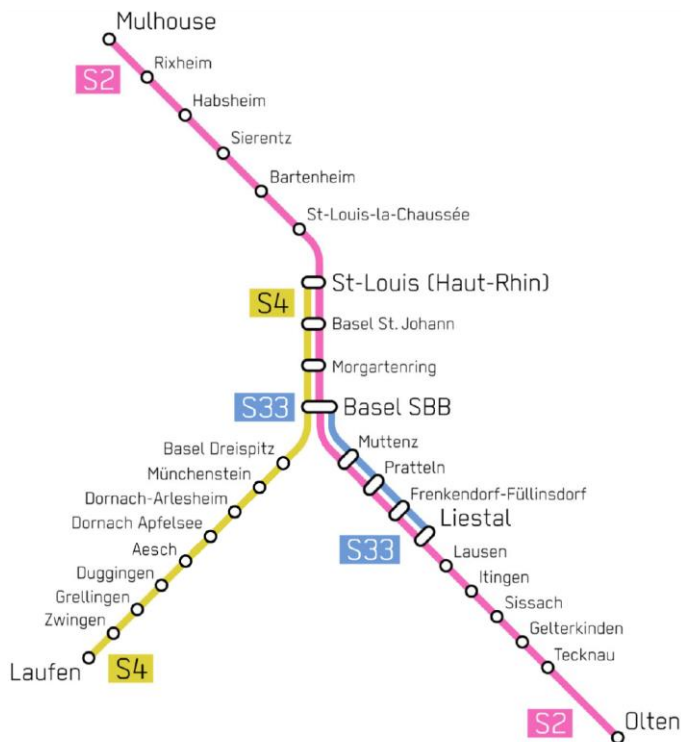 Mulhouse
S2
Rixheim
Habsheim
Sierentz
Bartenheim
St-Louis-la-Chaussée
St-Louis (Haut-Rhin)
S4
Basel St. Johann
Morgartenring
S33
Basel SBB
Basel Dreispitz
Muttenz
Münchenstein
Pratteln
Dornach-Arlesheim
Frenkendorf-Füllinsdorf
Dornach Apfelsee
Liestal
S33
Aesch
Lausen
Duggingen
Itingen
Grellingen
Sissach
Zwingen
Gelterkinden
Laufen
S4
Tecknau
S2
Olten